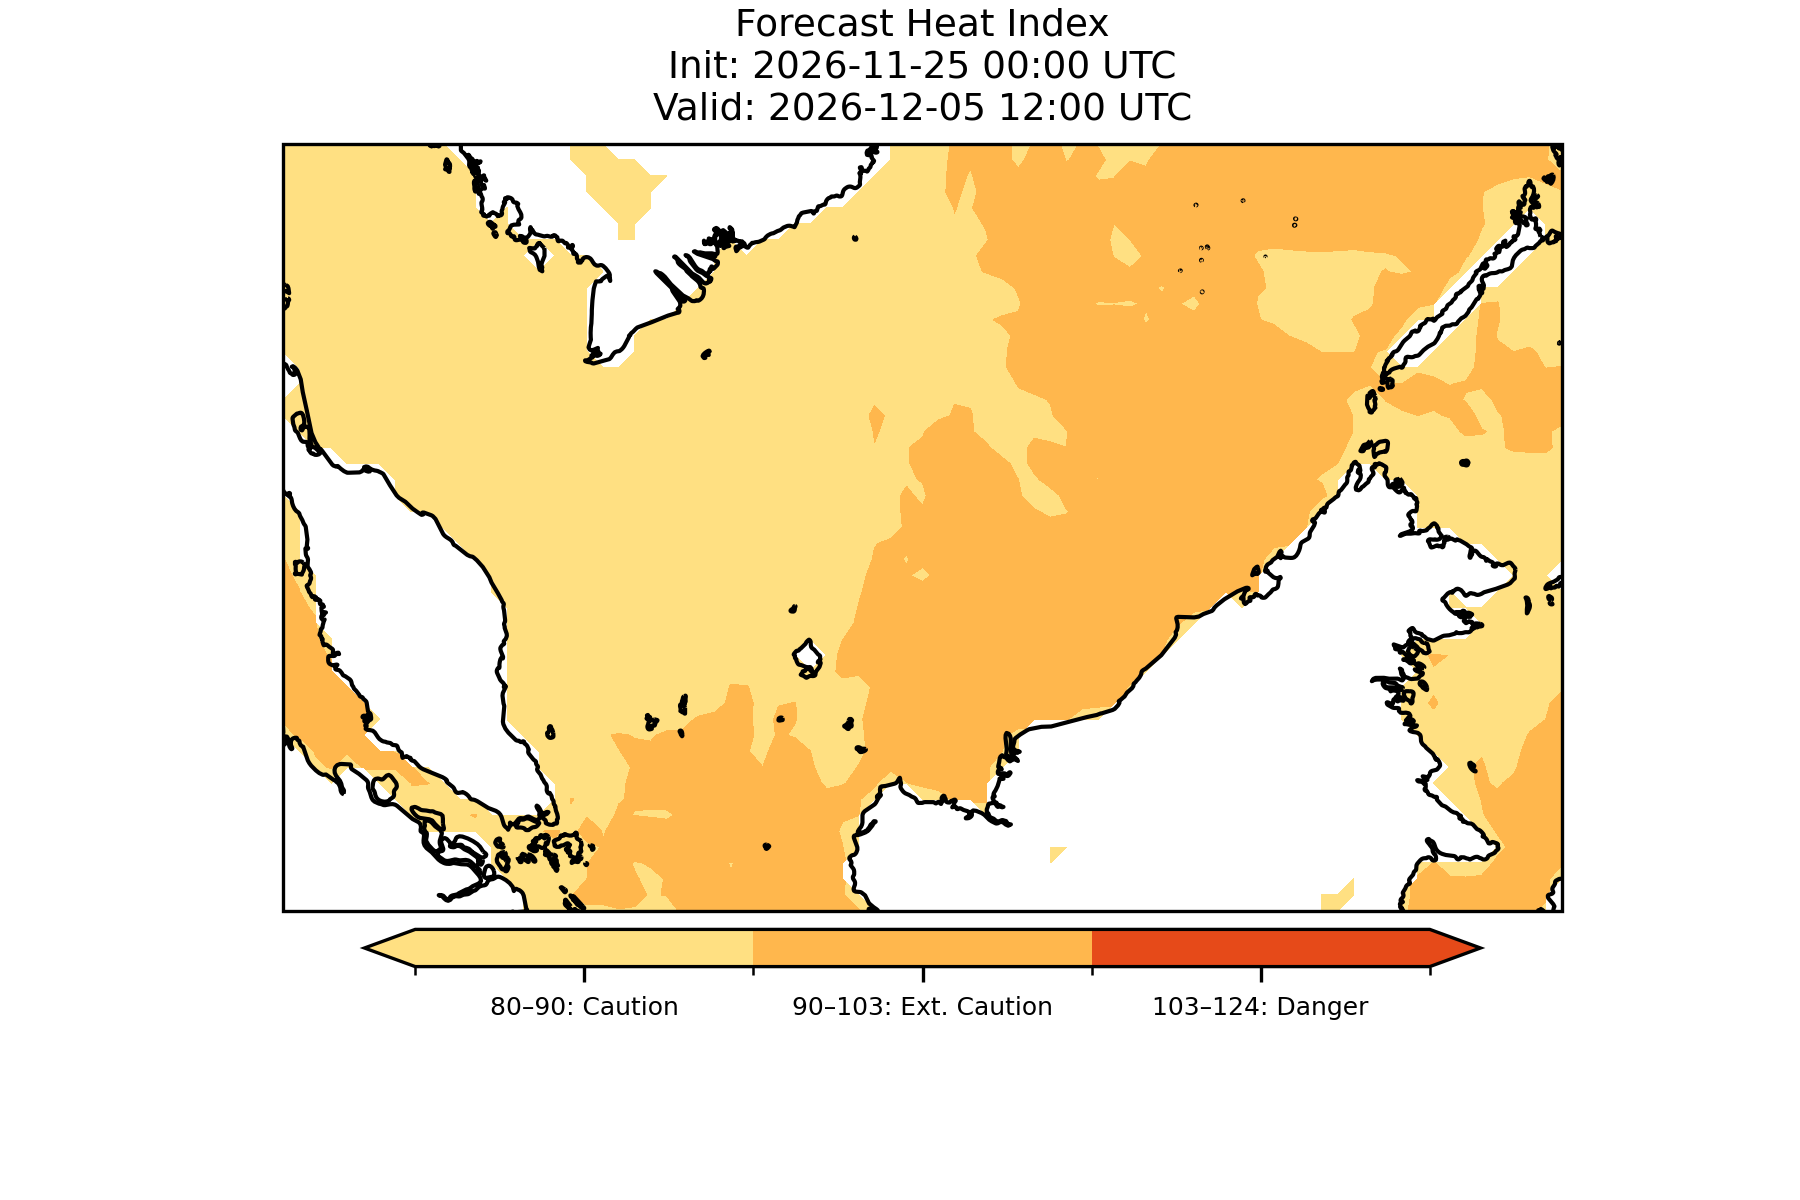 Forecast Heat Index
Init: 2026-11-25 00:00 UTC
Valid: 2026-12-05 12:00 UTC
80–90: Caution
90–103: Ext. Caution
103–124: Danger